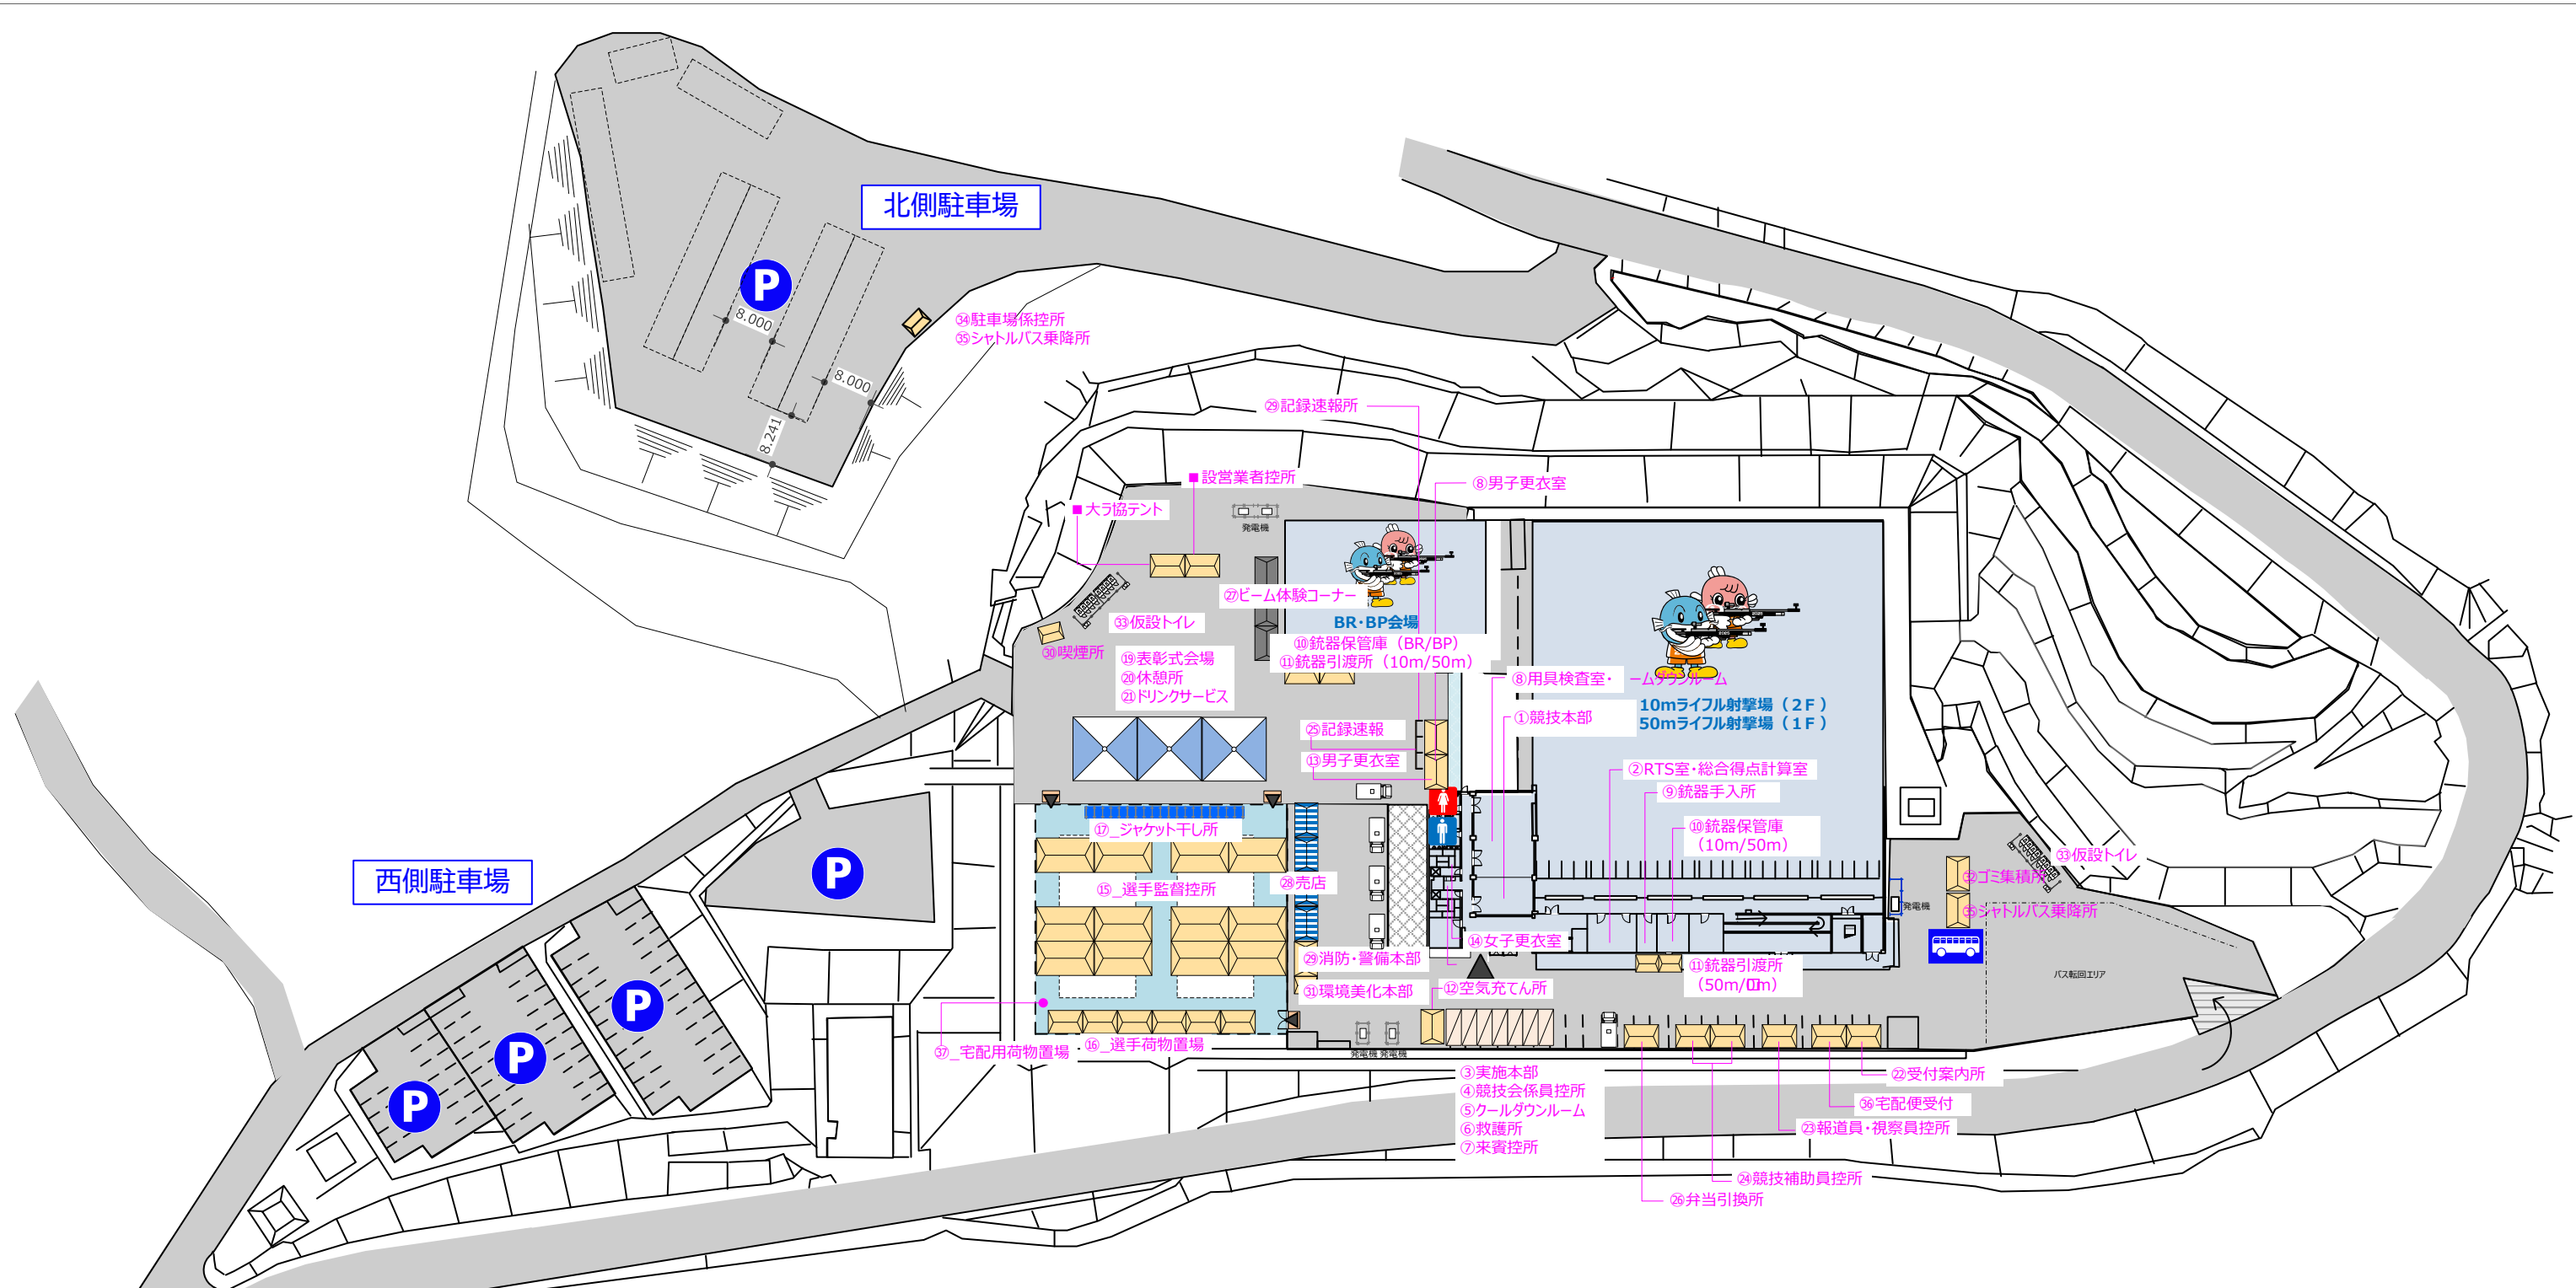 北側駐車場
P
8.000
8.000
8.241
㉞駐車場係控所
㉟シャトルバス乗降所
㉙記録速報所
■設営業者控所
⑧男子更衣室
■大ラ協テント
発電機
㉗ビーム体験コーナー
㉝仮設トイレ
BR・BP会場
⑩銃器保管庫（BR/BP）
⑪銃器引渡所（10m/50m）
㉚喫煙所
⑲表彰式会場
⑳休憩所
㉑ドリンクサービス
⑧用具検査室・
ームダウンルーム
10mライフル射撃場（２Ｆ）
50mライフル射撃場（１Ｆ）
①競技本部
㉕記録速報
⑬男子更衣室
②RTS室・総合得点計算室
⑨銃器手入所
⑩銃器保管庫
（10m/50m）
⑰_ジャケット干し所
⑮_選手監督控所
㉘売店
西側駐車場
P
P
P
P
㉝仮設トイレ
㉜ゴミ集積所
発電機
㉟シャトルバス乗降所
⑭女子更衣室
㉙消防・警備本部
⑪銃器引渡所
㉛環境美化本部
⑫空気充てん所
バス転回エリア
㊲_宅配用荷物置場
⑯_選手荷物置場
発電機
発電機
③実施本部
④競技会係員控所
⑤クールダウンルーム
⑥救護所
⑦来賓控所
㉒受付案内所
㊱宅配便受付
㉓報道員・視察員控所
㉔競技補助員控所
㉖弁当引換所